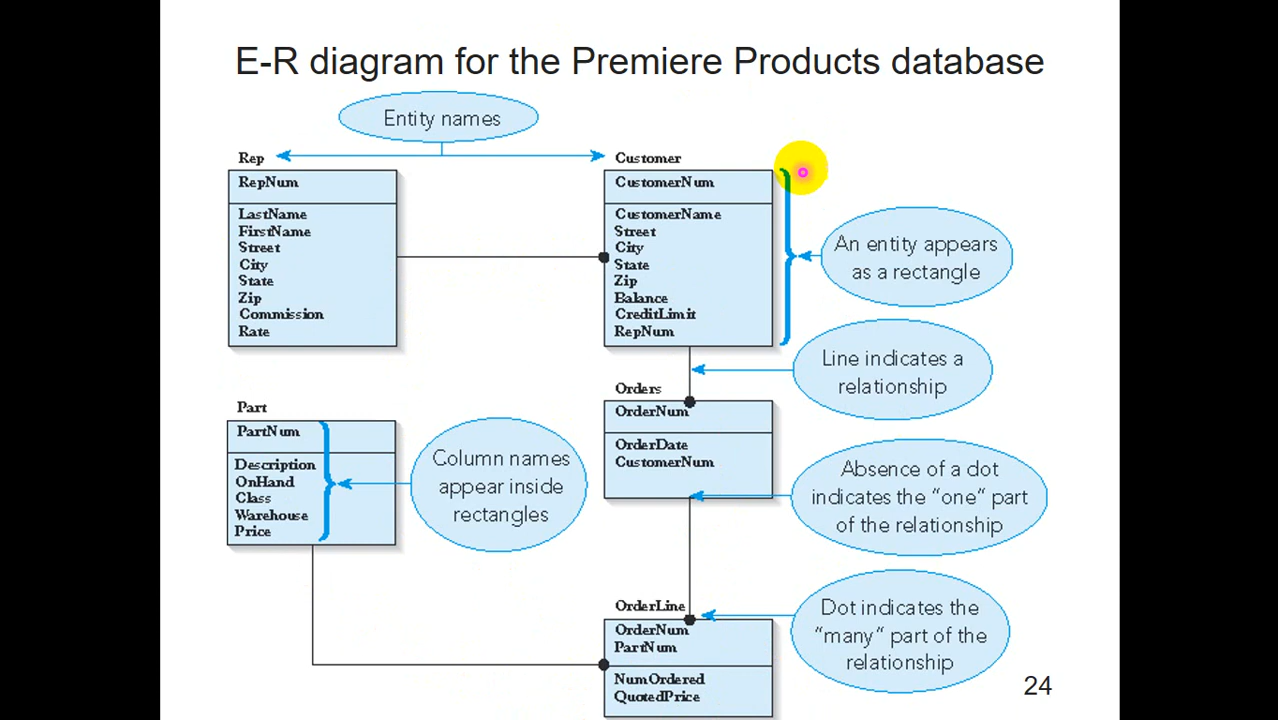 E-R diagram for the Premiere Products database
Entity names
Rep
RepNum
LastName
FirstName
Street
City
State
Zip
Commission
Rate
Customer
CustomerNum
CustomerName
Street
City
State
Zip
Balance
CreditLimit
RepNum
An entity appears
as a rectangle
Line indicates a
relationship
Orders
OrderNum
OrderDate
CustomerNum
Part
PartNum
Description
OnHand
Class
Warehouse
Price
Column names
appear inside
rectangles
Absence of a dot
indicates the “one” part
of the relationship
OrderLine
OrderNum
PartNum
NumOrdered
QuotedPrice
Dot indicates the
“many” part of the
relationship
24